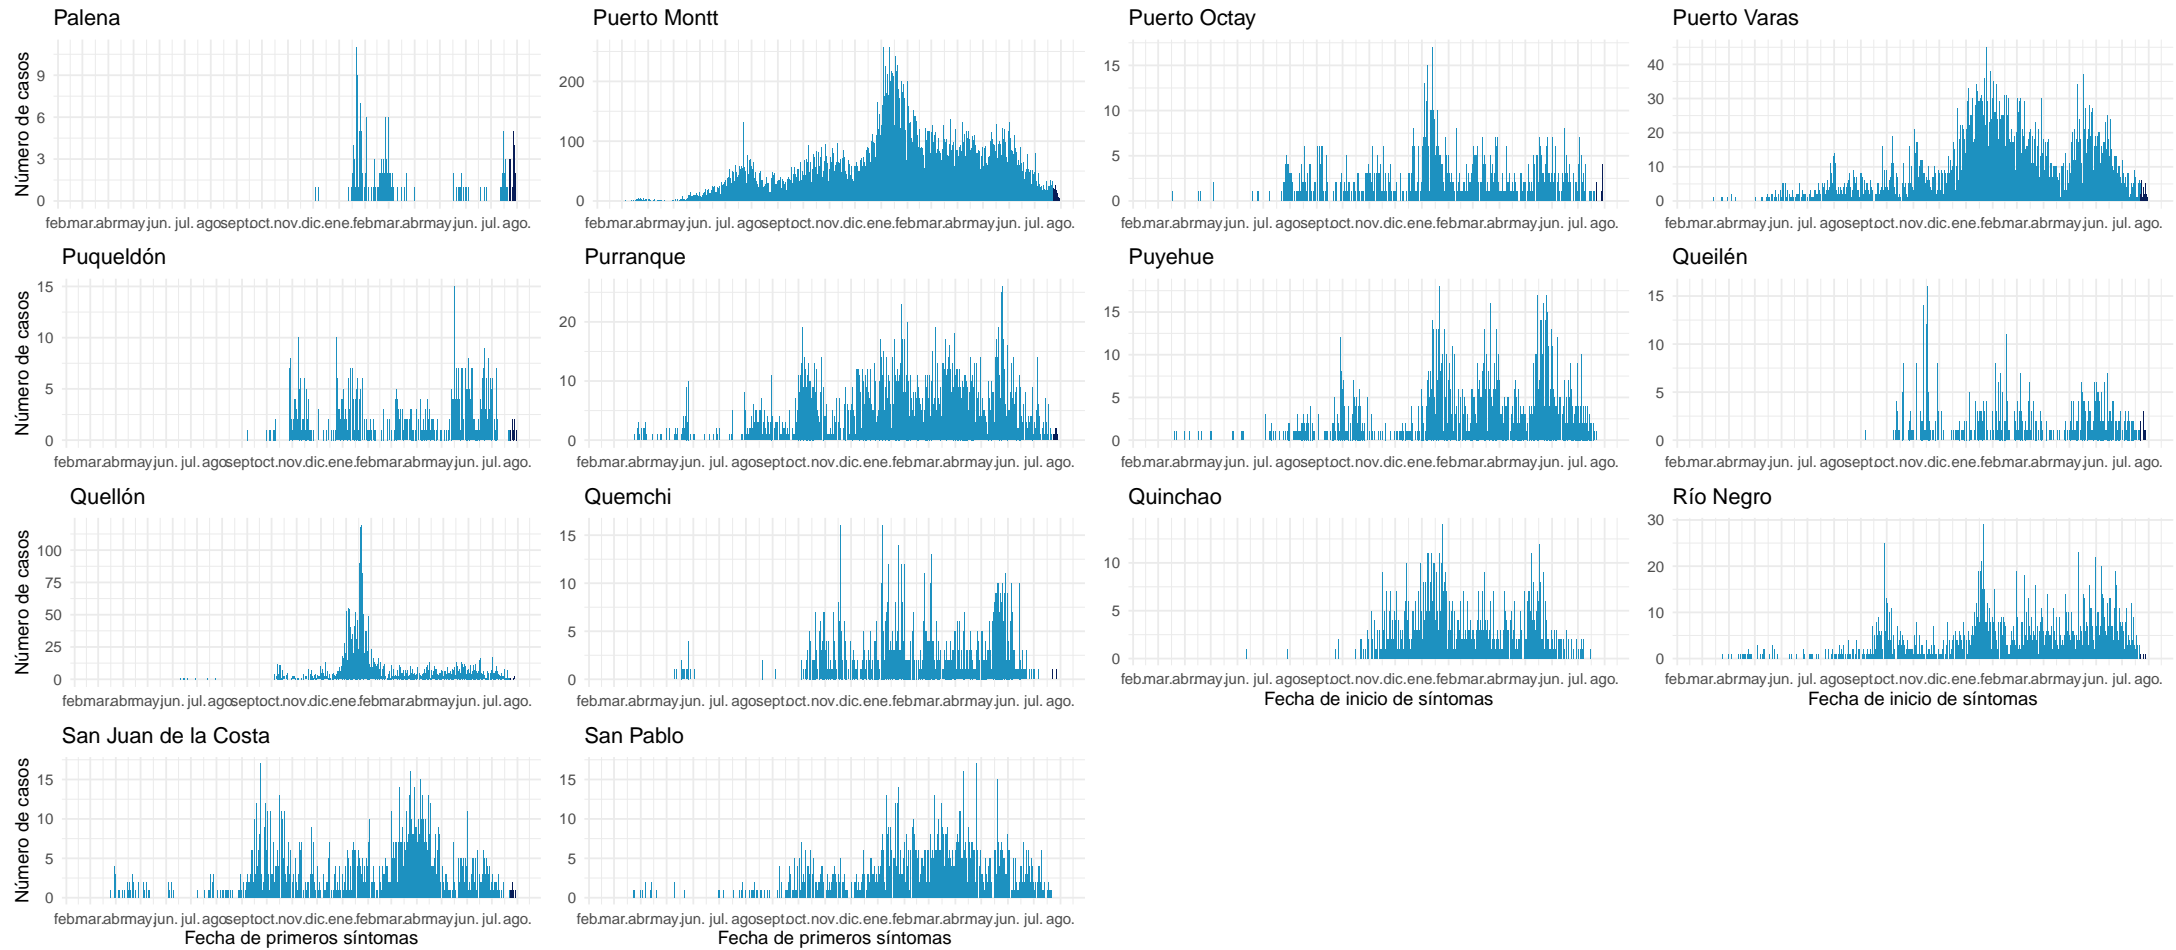 Palena
Puerto Montt
Puerto Octay
Puerto Varas
Número de casos
9
6
3
0
200
100
0
15
10
5
0
40
30
20
10
0
feb.mar.abr.may.jun. jul. ago.sept.oct.nov.dic.ene.feb.mar.abr.may.jun. jul. ago.
feb.mar.abr.may.jun. jul. ago.sept.oct.nov.dic.ene.feb.mar.abr.may.jun. jul. ago.
feb.mar.abr.may.jun. jul. ago.sept.oct.nov.dic.ene.feb.mar.abr.may.jun. jul. ago.
feb.mar.abr.may.jun. jul. ago.sept.oct.nov.dic.ene.feb.mar.abr.may.jun. jul. ago.
Puqueldón
Purranque
Puyehue
Queilén
Número de casos
15
10
5
0
20
10
0
15
10
5
0
15
10
5
0
feb.mar.abr.may.jun. jul. ago.sept.oct.nov.dic.ene.feb.mar.abr.may.jun. jul. ago.
feb.mar.abr.may.jun. jul. ago.sept.oct.nov.dic.ene.feb.mar.abr.may.jun. jul. ago.
feb.mar.abr.may.jun. jul. ago.sept.oct.nov.dic.ene.feb.mar.abr.may.jun. jul. ago.
feb.mar.abr.may.jun. jul. ago.sept.oct.nov.dic.ene.feb.mar.abr.may.jun. jul. ago.
Quellón
Quemchi
Quinchao
Río Negro
Número de casos
100
75
50
25
0
15
10
5
0
10
5
0
30
20
10
0
feb.mar.abr.may.jun. jul. ago.sept.oct.nov.dic.ene.feb.mar.abr.may.jun. jul. ago.
feb.mar.abr.may.jun. jul. ago.sept.oct.nov.dic.ene.feb.mar.abr.may.jun. jul. ago.
feb.mar.abr.may.jun. jul. ago.sept.oct.nov.dic.ene.feb.mar.abr.may.jun. jul. ago.
feb.mar.abr.may.jun. jul. ago.sept.oct.nov.dic.ene.feb.mar.abr.may.jun. jul. ago.
Fecha de inicio de síntomas
Fecha de inicio de síntomas
San Juan de la Costa
San Pablo
Número de casos
15
10
5
0
15
10
5
0
feb.mar.abr.may.jun. jul. ago.sept.oct.nov.dic.ene.feb.mar.abr.may.jun. jul. ago.
feb.mar.abr.may.jun. jul. ago.sept.oct.nov.dic.ene.feb.mar.abr.may.jun. jul. ago.
Fecha de primeros síntomas
Fecha de primeros síntomas